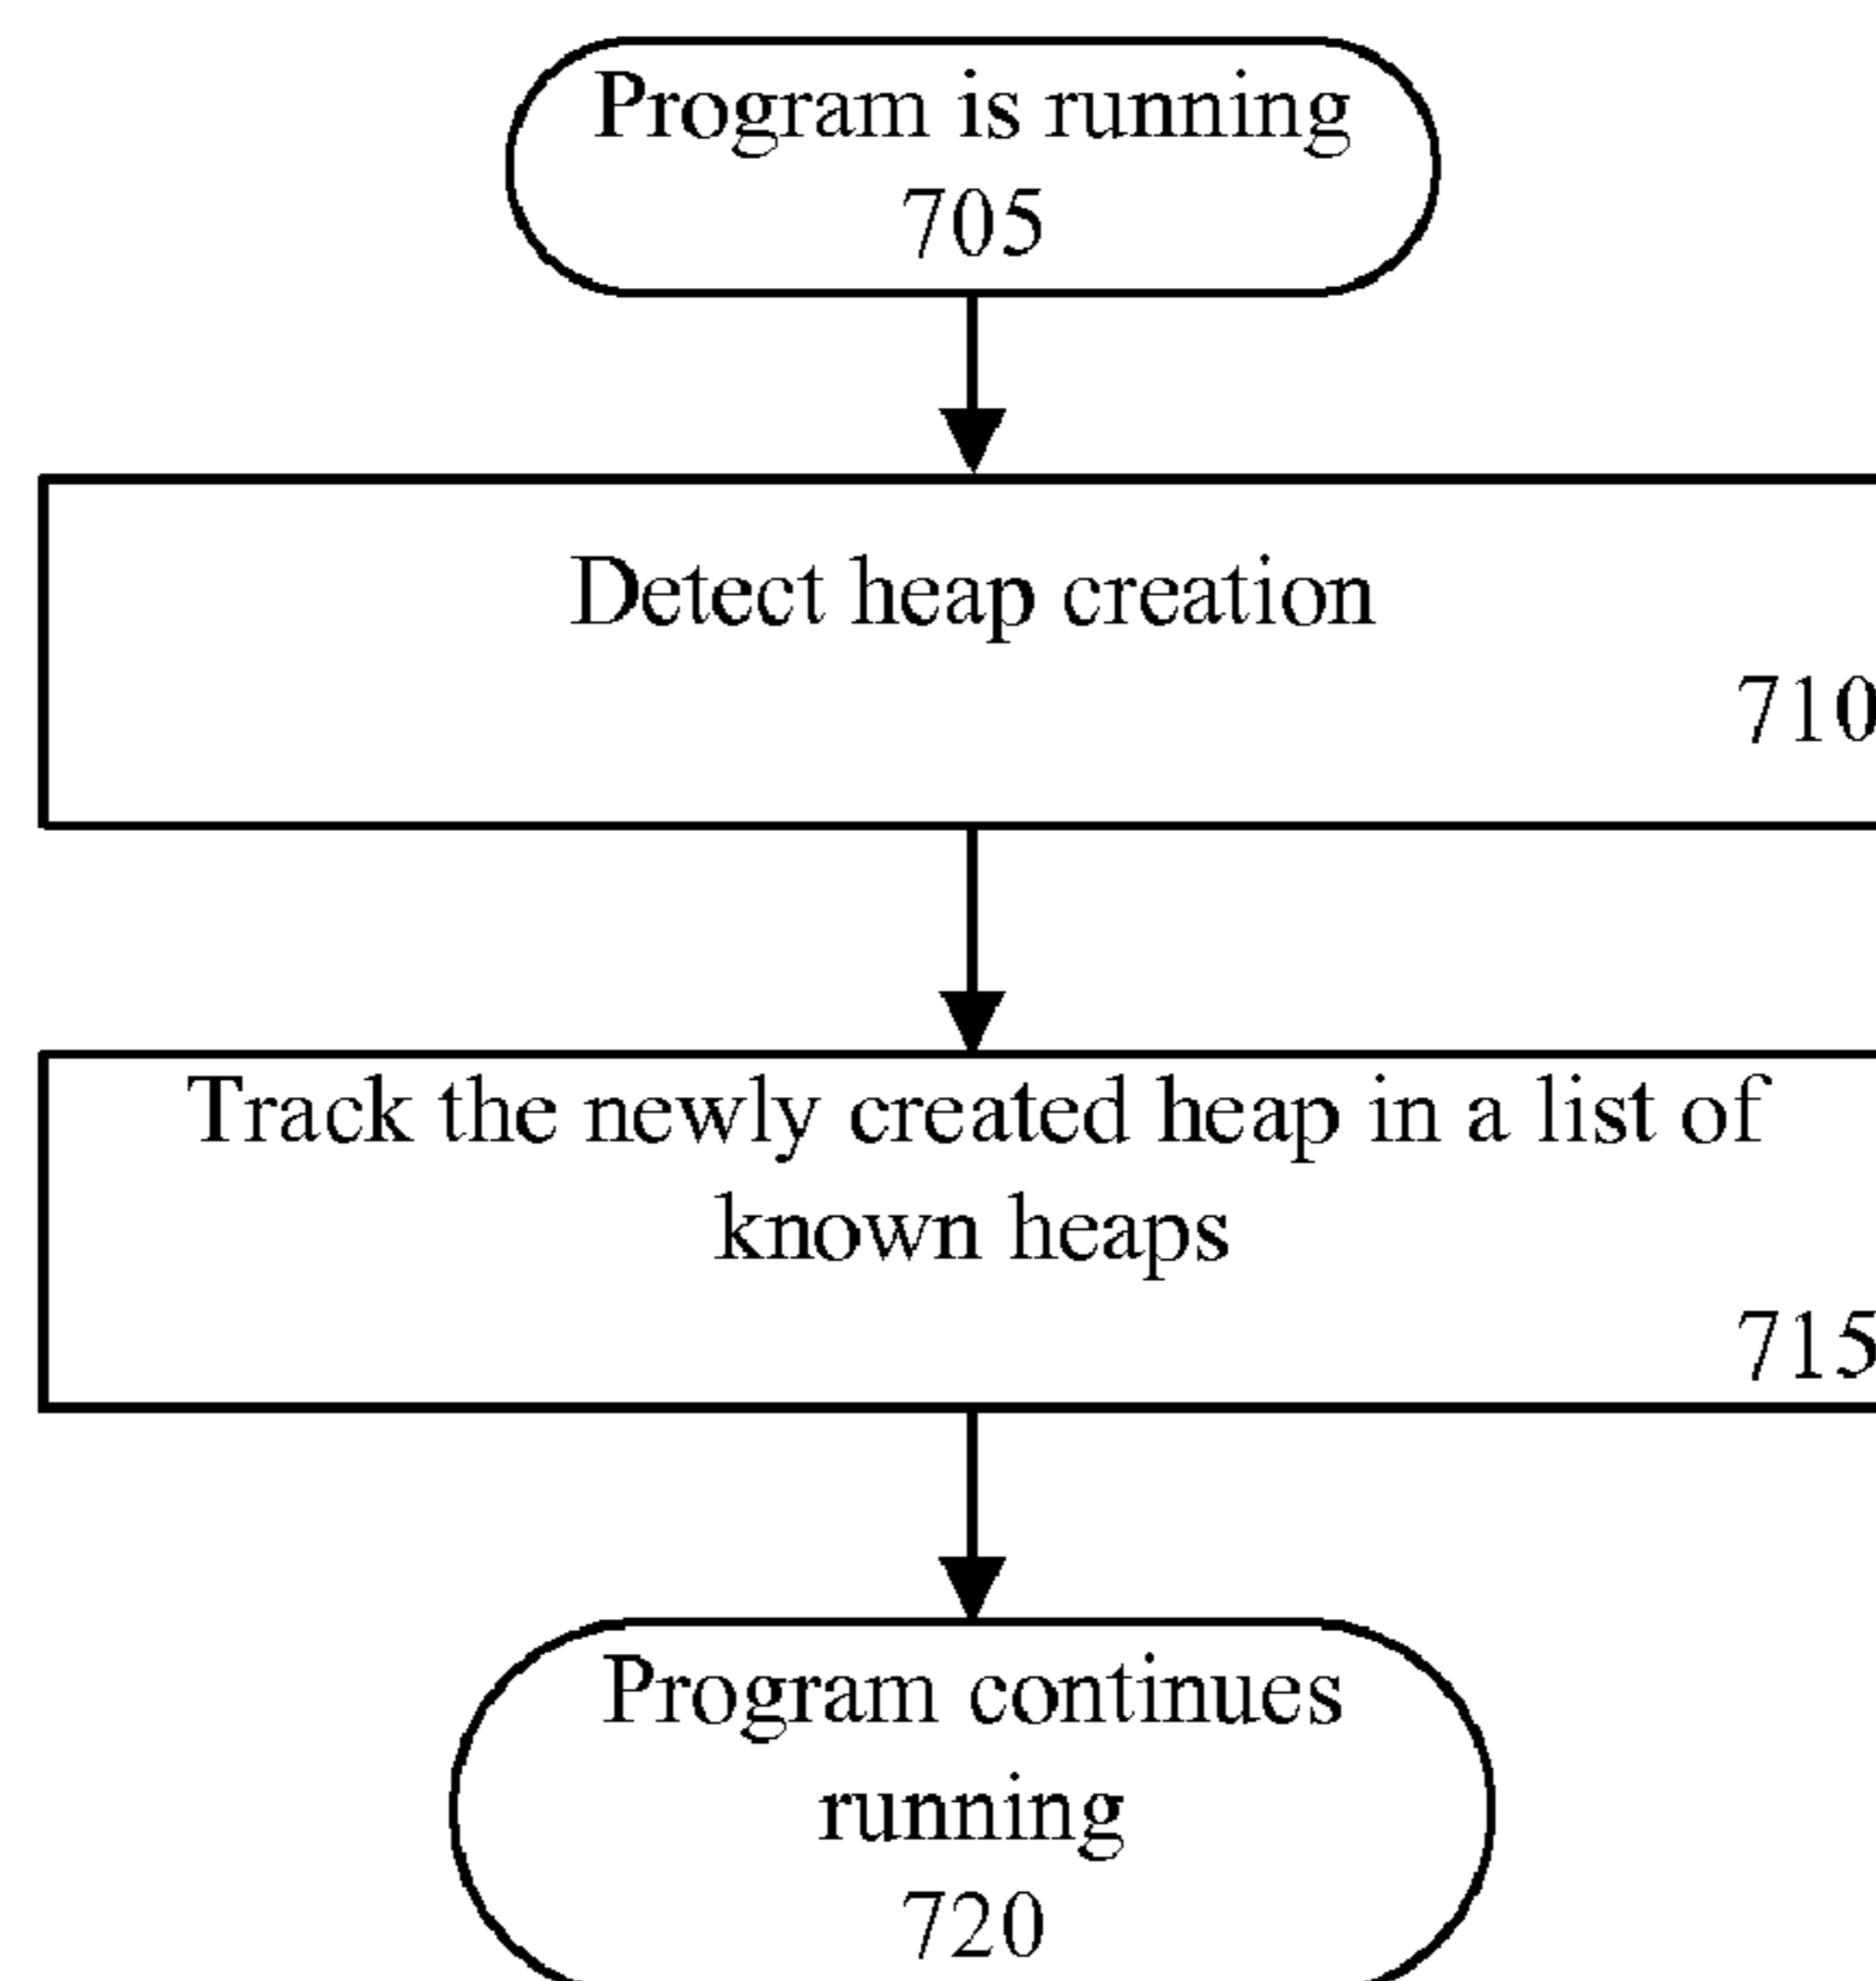 Program is running
705
Detect heap creation
710
Track the newly created heap in a list of
known heaps
715
Program continues
running
720